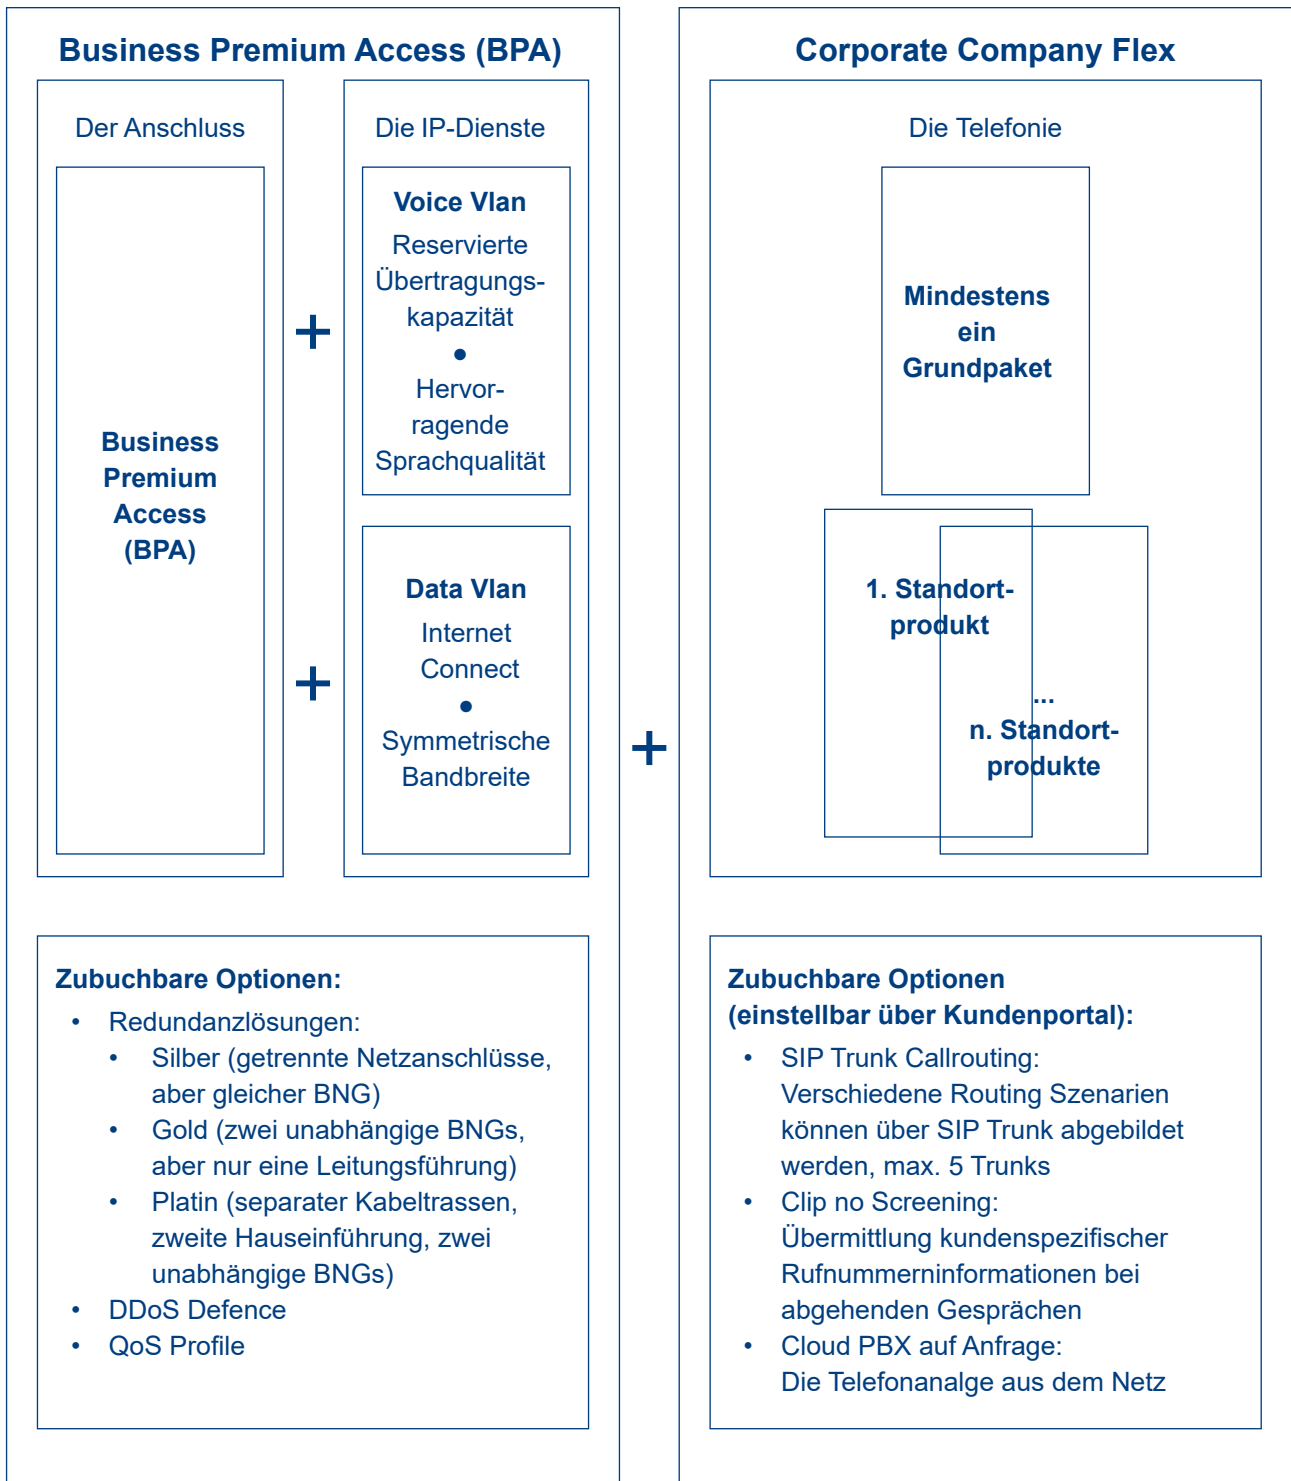 Business Premium Access (BPA)
Der Anschluss
Business
Premium
Access
(BPA)
+
+
Die IP-Dienste
Voice Vlan
Reservierte
Übertragungs-
kapazität
•
Hervor-
ragende
Sprachqualität
Data Vlan
Internet
Connect
•
Symmetrische
Bandbreite
Zubuchbare Optionen:
• Redundanzlösungen:
• Silber (getrennte Netzanschlüsse,
aber gleicher BNG)
• Gold (zwei unabhängige BNGs,
aber nur eine Leitungsführung)
• Platin (separater Kabeltrassen,
zweite Hauseinführung, zwei
unabhängige BNGs)
• DDoS Defence
• QoS Profile
+
Corporate Company Flex
Die Telefonie
Mindestens
ein
Grundpaket
1. Standort-
produkt
...
n. Standort-
produkte
Zubuchbare Optionen
(einstellbar über Kundenportal):
• SIP Trunk Callrouting:
Verschiedene Routing Szenarien
können über SIP Trunk abgebildet
werden, max. 5 Trunks
• Clip no Screening:
Übermittlung kundenspezifischer
Rufnummerninformationen bei
abgehenden Gesprächen
• Cloud PBX auf Anfrage:
Die Telefonanalge aus dem Netz